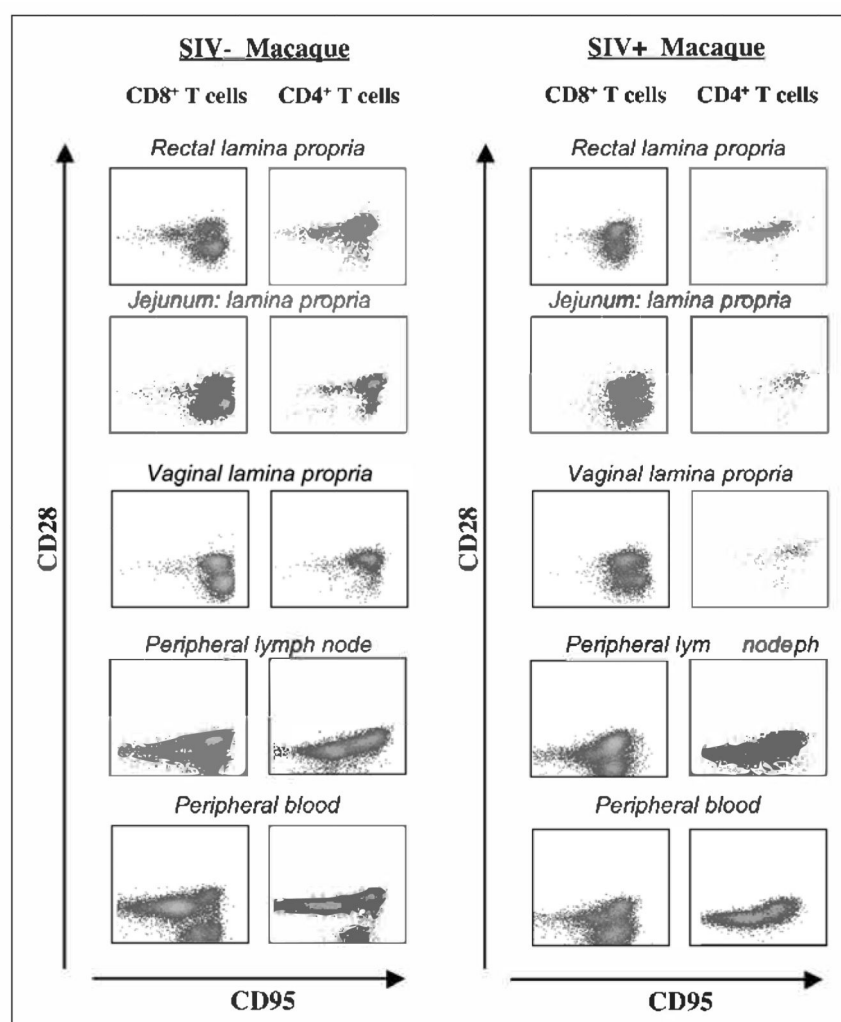 SIV- Macaque
CD8+ T cells CD4+ T cells
Rectal lamina propria
Jejunum: lamina propria
Vaginal lamina propria
Peripheral lymph node
Peripheral blood
CD28
CD95
SIV+ Macaque
CD8+ T cells CD4+ T cells
Rectal lamina propria
Jejunum: lamina propria
Vaginal lamina propria
Peripheral lym nodeph
Peripheral blood
CD28
CD95